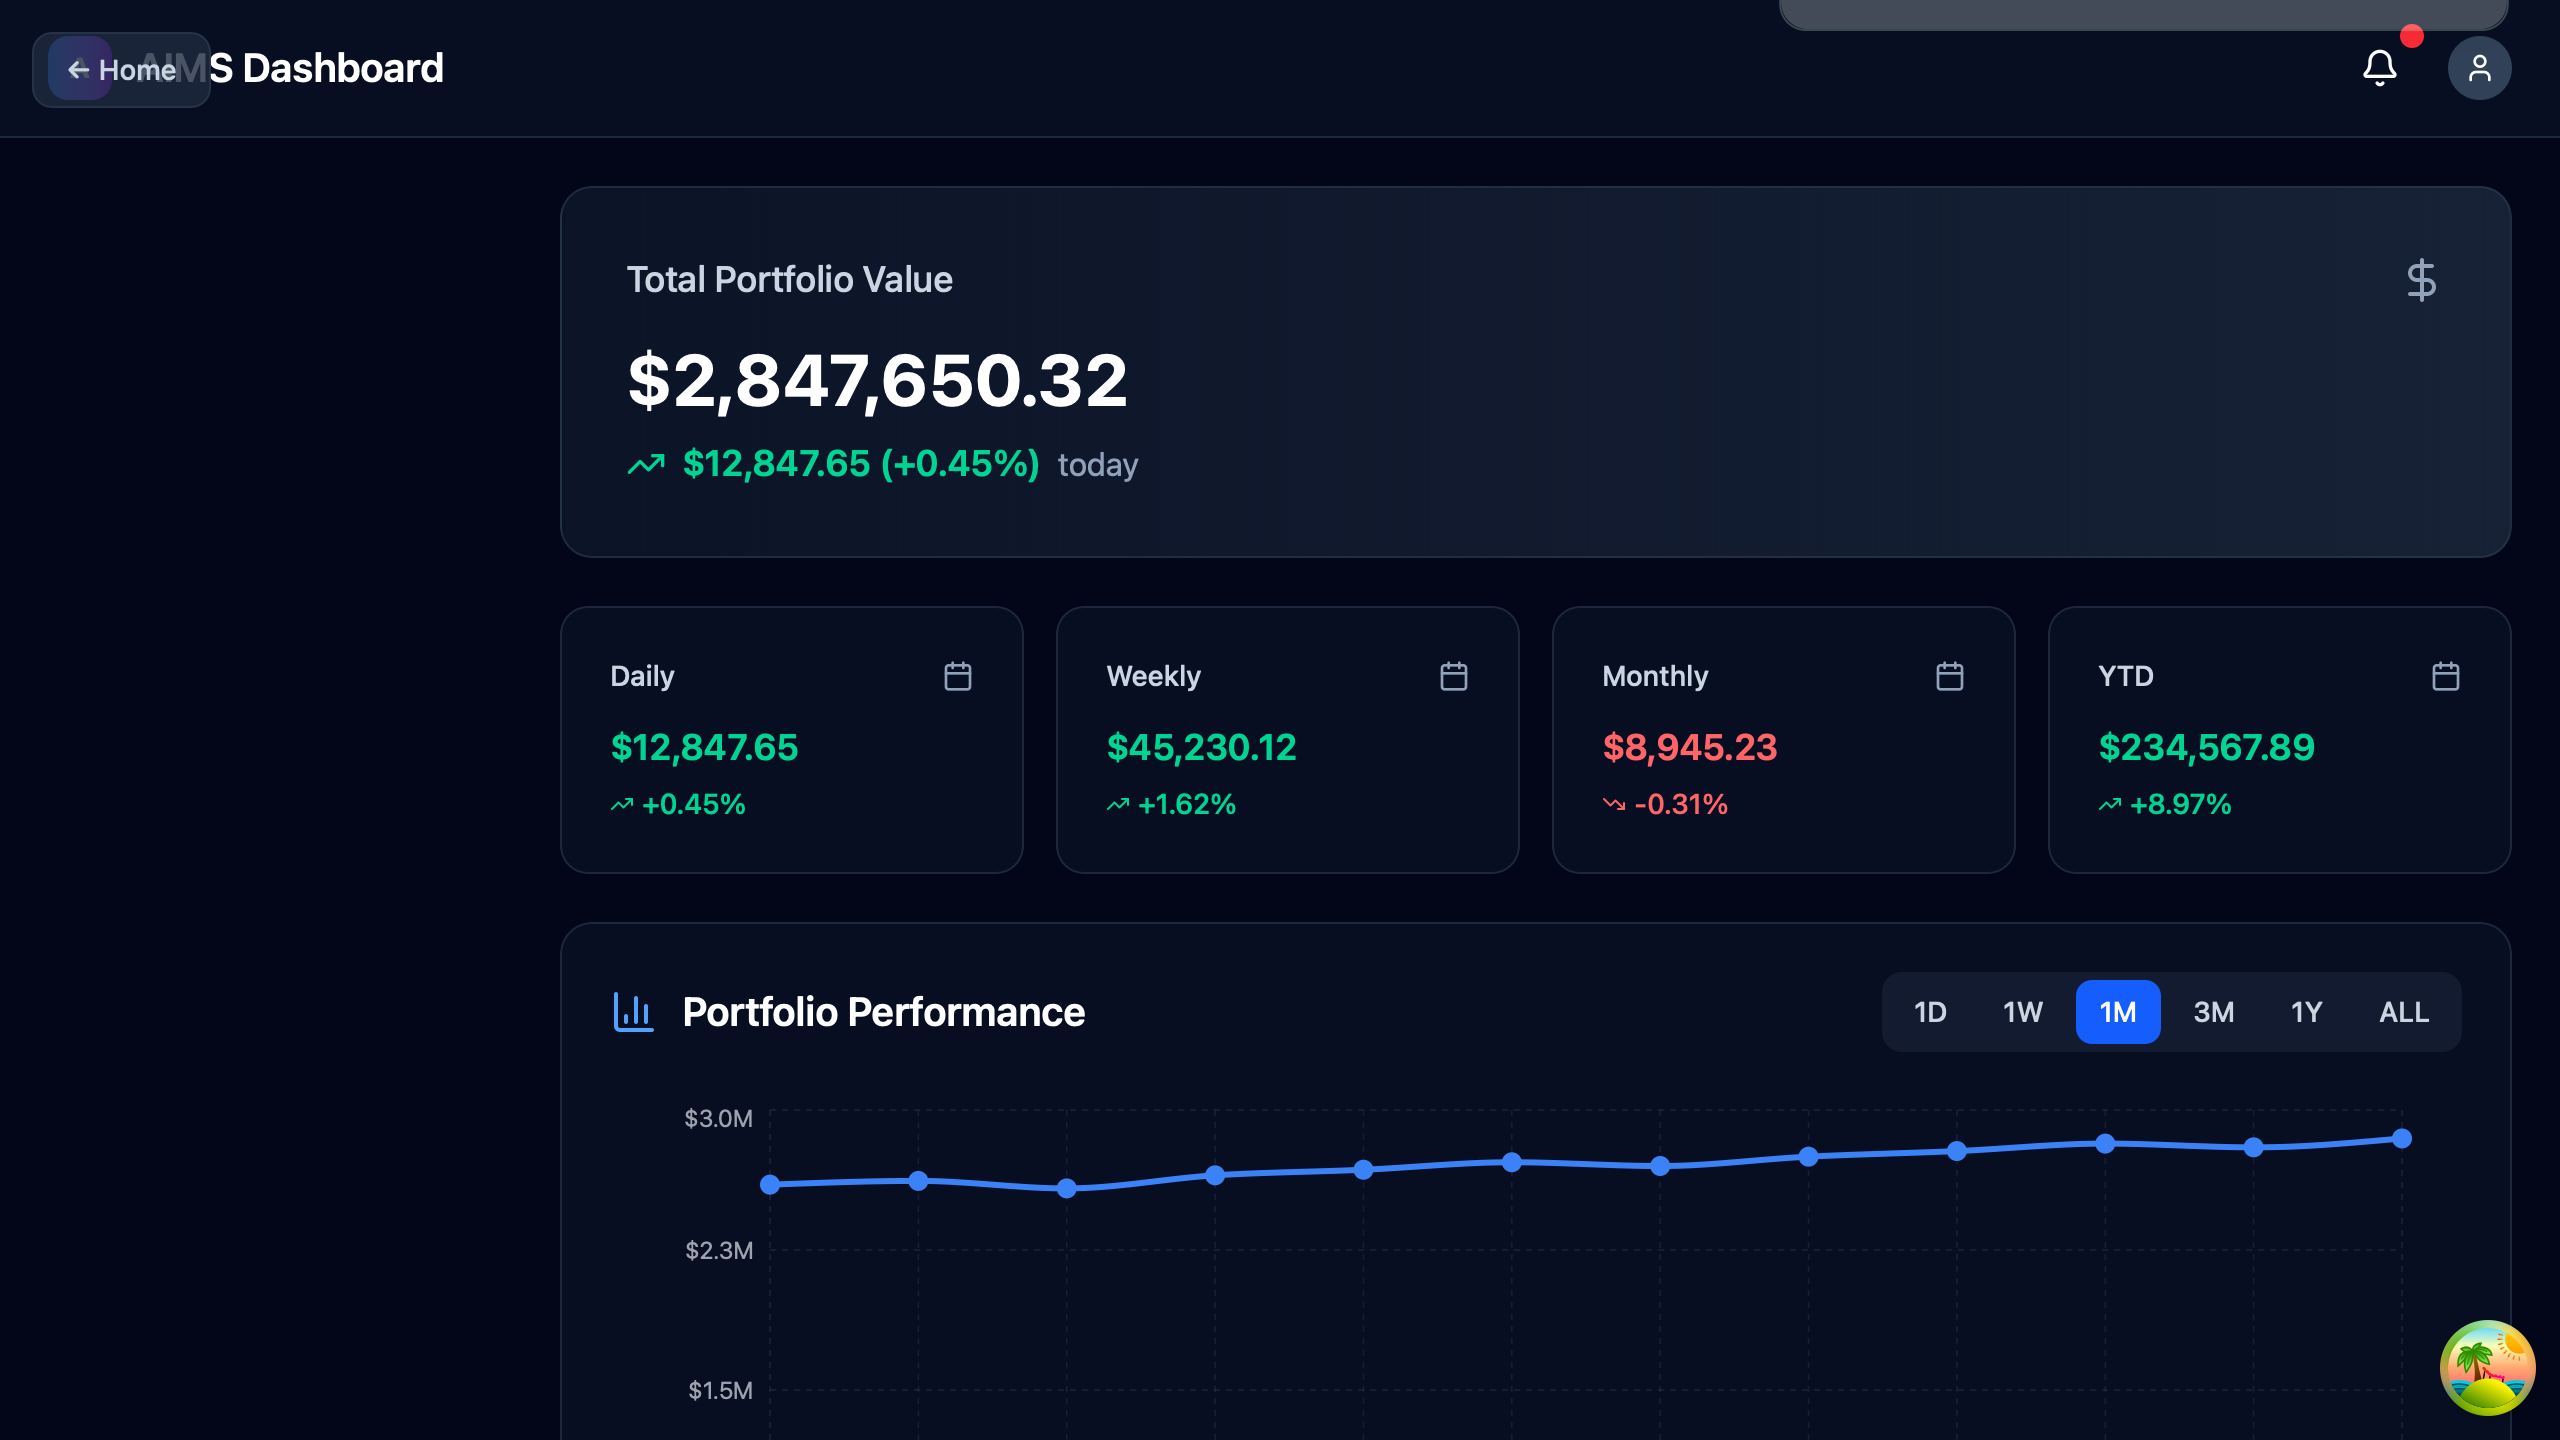 Home
AIMS Dashboard
Total Portfolio Value
$2,847,650.32
$12,847.65 (+0.45%) today
Daily
$12,847.65
+0.45%
Weekly
$45,230.12
+1.62%
Monthly
$8,945.23
-0.31%
YTD
$234,567.89
+8.97%
Portfolio Performance
1D 1W 1M 3M 1Y ALL
$3.0M
$2.3M
$1.5M